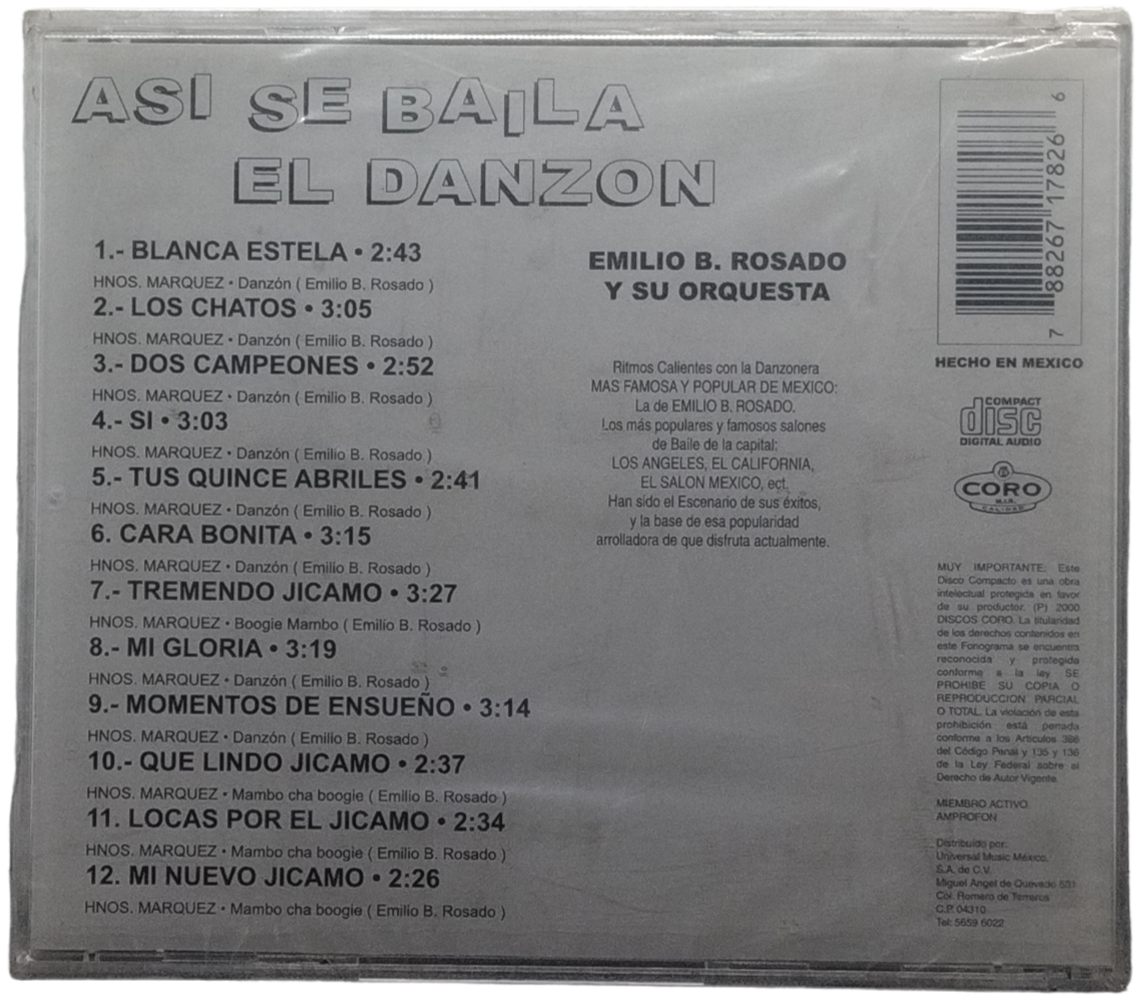 ASI SE BAILA
EL DANZON
1.- BLANCA ESTELA • 2:43
HNOS. MARQUEZ • Danzón ( Emilio B. Rosado )
2.- LOS CHATOS • 3:05
HNOS. MARQUEZ • Danzón ( Emilio B. Rosado )
3.- DOS CAMPEONES • 2:52
HNOS. MARQUEZ • Danzón ( Emilio B. Rosado )
4.- SI • 3:03
HNOS. MARQUEZ • Danzón ( Emilio B. Rosado )
5.- TUS QUINCE ABRILES • 2:41
HNOS. MARQUEZ • Danzón ( Emilio B. Rosado )
6. CARA BONITA • 3:15
HNOS. MARQUEZ • Danzón ( Emilio B. Rosado )
7.- TREMENDO JICAMO • 3:27
HNOS. MARQUEZ • Boogie Mambo ( Emilio B. Rosado )
8.- MI GLORIA • 3:19
HNOS. MARQUEZ • Danzón ( Emilio B. Rosado )
9.- MOMENTOS DE ENSUEÑO • 3:14
HNOS. MARQUEZ • Danzón ( Emilio B. Rosado )
10.- QUE LINDO JICAMO • 2:37
HNOS. MARQUEZ • Mambo cha boogie ( Emilio B. Rosado )
11. LOCAS POR EL JICAMO • 2:34
HNOS. MARQUEZ • Mambo cha boogie ( Emilio B. Rosado )
12. MI NUEVO JICAMO • 2:26
HNOS. MARQUEZ • Mambo cha boogie ( Emilio B. Rosado )
EMILIO B. ROSADO
Y SU ORQUESTA
Ritmos Calientes con la Danzonera
MAS FAMOSA Y POPULAR DE MEXICO:
La de EMILIO B. ROSADO.
Los más populares y famosos salones
de Baile de la capital:
LOS ANGELES, EL CALIFORNIA,
EL SALON MEXICO, ect.
Han sido el Escenario de sus éxitos,
y la base de esa popularidad
arrolladora de que disfruta actualmente.
7 88267 17826 6
HECHO EN MEXICO
COMPACT
disc
DIGITAL AUDIO
CORO
CALIDAD
MUY IMPORTANTE: Este
Disco Compacto es una obra
intelectual protegida en favor
de su productor. (P) 2000
DISCOS CORO. La titularidad
de los derechos contenidos en
este Fonograma se encuentra
reconocida y protegida
conforme a la ley. SE
PROHIBE SU COPIA O
REPRODUCCION PARCIAL
O TOTAL. La violación de esta
prohibición está penada
conforme a los Artículos 386
del Código Penal y 135 y 136
de la Ley Federal sobre el
Derecho de Autor Vigente.
MIEMBRO ACTIVO
AMPROFON
Distribuido por:
Universal Music México,
S.A. de C.V.
Miguel Angel de Quevedo 531
Col. Romero de Terreros
C.P. 04310
Tel: 5659 6022